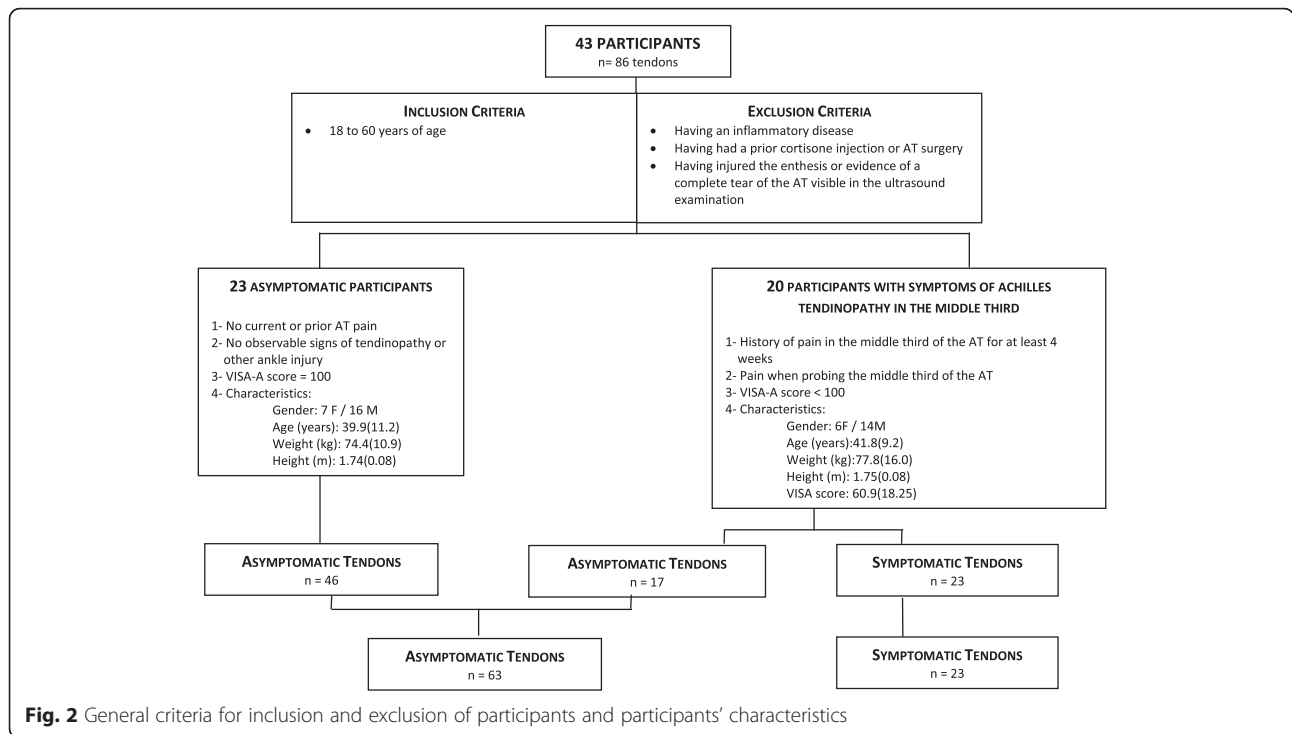 43 PARTICIPANTS
n= 86 tendons
INCLUSION CRITERIA
• 18 to 60 years of age
EXCLUSION CRITERIA
• Having an inflammatory disease
• Having had a prior cortisone injection or AT surgery
• Having injured the enthesis or evidence of a
complete tear of the AT visible in the ultrasound
examination
23 ASYMPTOMATIC PARTICIPANTS
1- No current or prior AT pain
2- No observable signs of tendinopathy or
other ankle injury
3- VISA-A score = 100
4- Characteristics:
Gender: 7 F / 16 M
Age (years): 39.9(11.2)
Weight (kg): 74.4(10.9)
Height (m): 1.74(0.08)
20 PARTICIPANTS WITH SYMPTOMS OF ACHILLES
TENDINOPATHY IN THE MIDDLE THIRD
1- History of pain in the middle third of the AT for at least 4
weeks
2- Pain when probing the middle third of the AT
3- VISA-A score < 100
4- Characteristics:
Gender: 6F / 14M
Age (years):41.8(9.2)
Weight (kg):77.8(16.0)
Height (m): 1.75(0.08)
VISA score: 60.9(18.25)
ASYMPTOMATIC TENDONS
n = 46
ASYMPTOMATIC TENDONS
n = 17
SYMPTOMATIC TENDONS
n = 23
ASYMPTOMATIC TENDONS
n = 63
SYMPTOMATIC TENDONS
n = 23
Fig. 2 General criteria for inclusion and exclusion of participants and participants’ characteristics